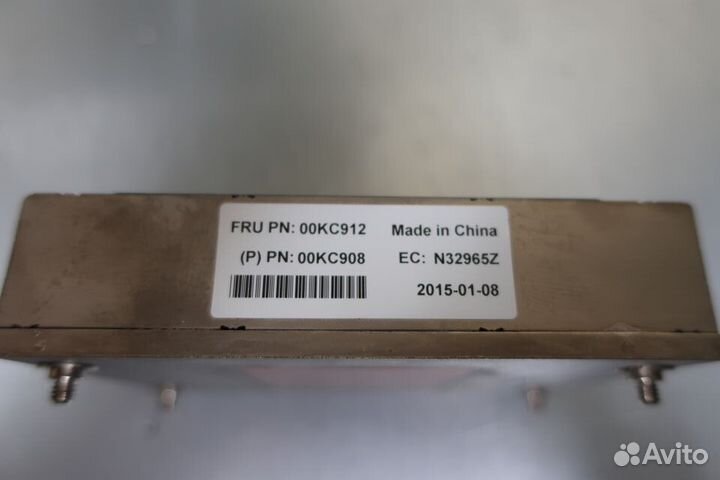 FRU PN: 00KC912 Made in China
(P) PN: 00KC908 EC: N32965Z
2015-01-08
Avito